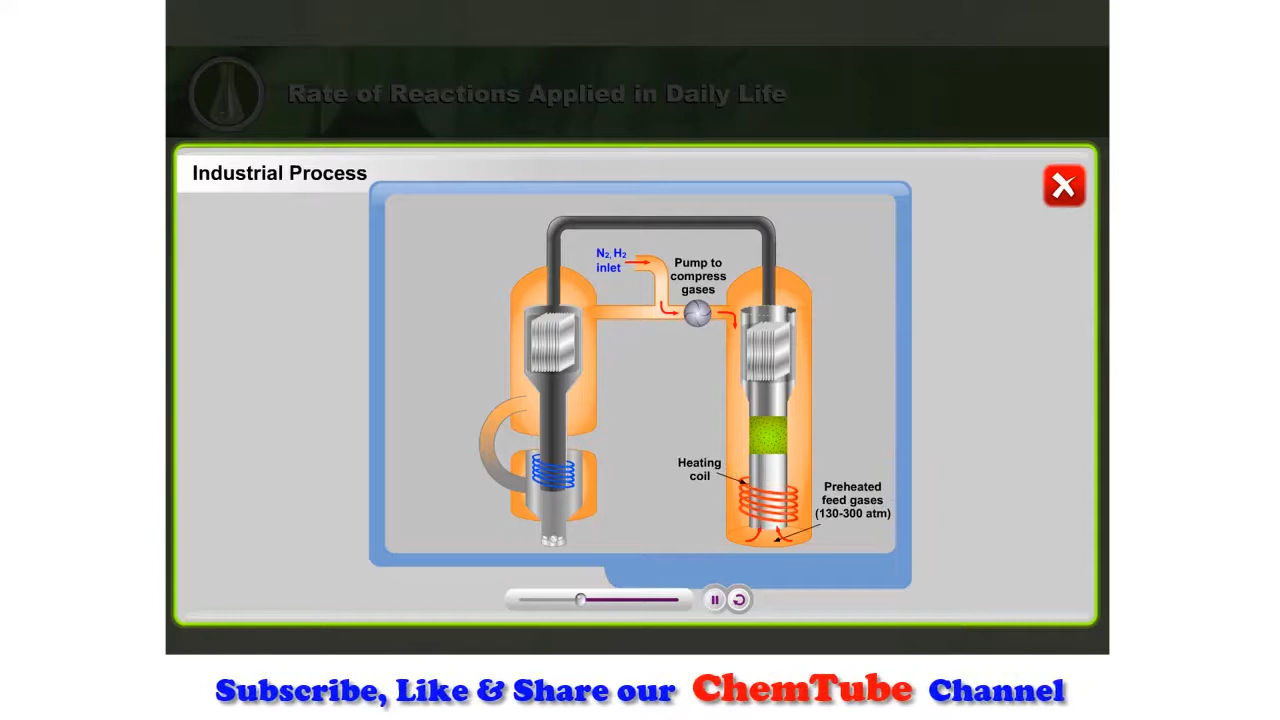 Rate of Reactions Applied in Daily Life
Industrial Process
N₂, H₂
inlet
Pump to
compress
gases
Heating
coil
Preheated
feed gases
(130-300 atm)
Subscribe, Like & Share our ChemTube Channel